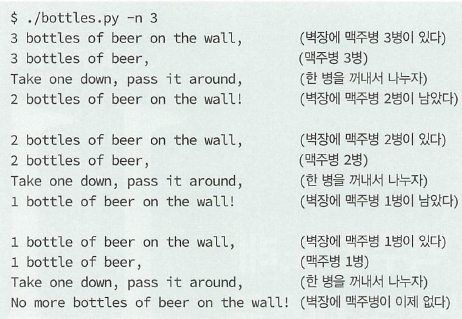 $ ./bottles.py -n 3
3 bottles of beer on the wall, (벽장에 맥주병 3병이 있다)
3 bottles of beer, (맥주병 3병)
Take one down, pass it around, (한 병을 꺼내서 나누자)
2 bottles of beer on the wall! (벽장에 맥주병 2병이 남았다)

2 bottles of beer on the wall, (벽장에 맥주병 2병이 있다)
2 bottles of beer, (맥주병 2병)
Take one down, pass it around, (한 병을 꺼내서 나누자)
1 bottle of beer on the wall! (벽장에 맥주병 1병이 남았다)

1 bottle of beer on the wall, (벽장에 맥주병 1병이 있다)
1 bottle of beer, (맥주병 1병)
Take one down, pass it around, (한 병을 꺼내서 나누자)
No more bottles of beer on the wall! (벽장에 맥주병이 이제 없다)